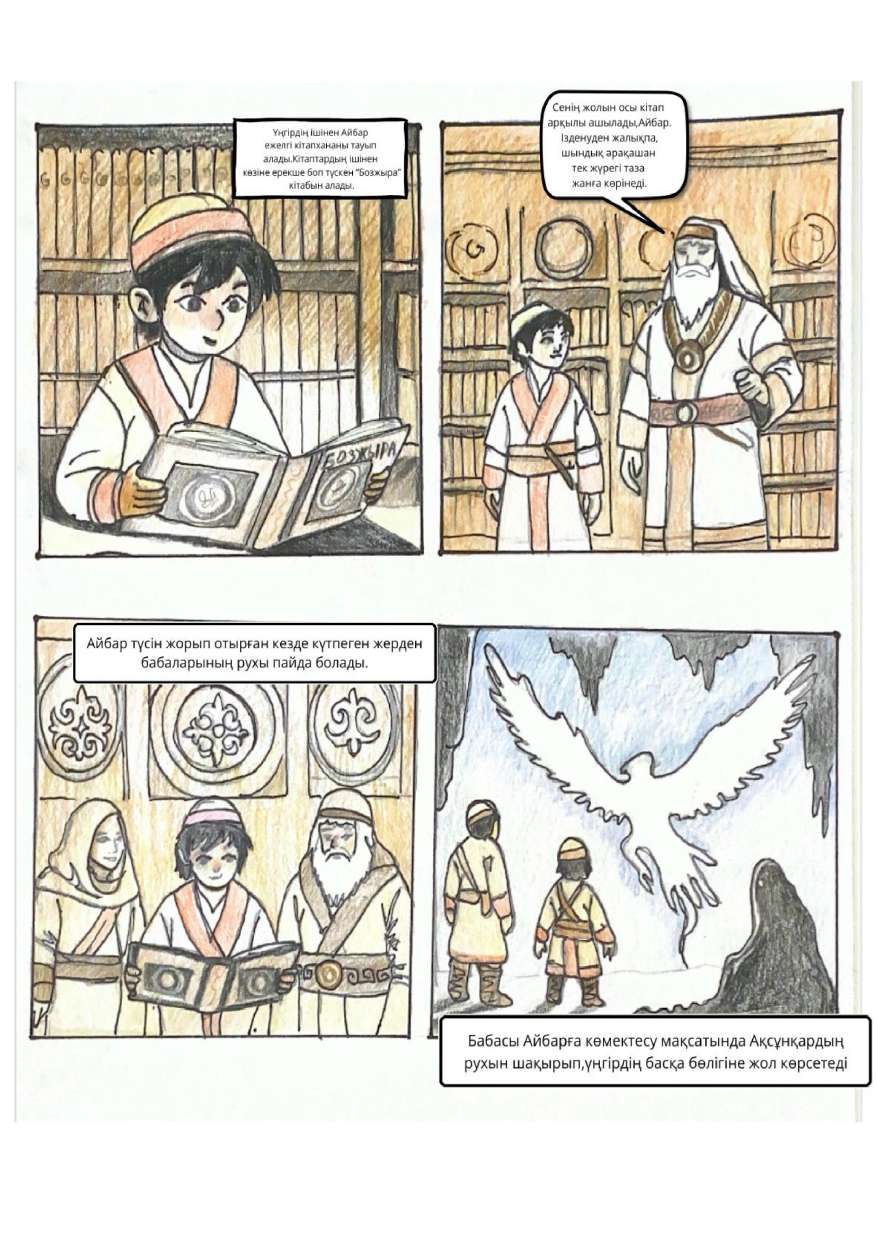 Үңгірдің ішінен Айбар
ежелгі кітапхананы тауып
алады.Кітаптардың ішінен
көзіне ерекше боп түскен "Бозжыра"
кітабын алады.
БОЗЖЫРА
Сенің жолын осы кітап
арқылы ашылады,Айбар.
Ізденуден жалықпа,
шындық әрқашан
тек жүрегі таза
жанға көрінеді.
Айбар түсін жорып отырған кезде күтпеген жерден
бабаларының рухы пайда болады.
Бабасы Айбарға көмектесу мақсатында Ақсұнқардың
рухын шақырып,үңгірдің басқа бөлігіне жол көрсетеді